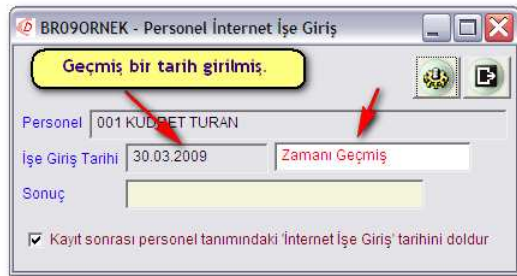 BR09ORNEK - Personel İnternet İşe Giriş
Geçmiş bir tarih girilmiş.
Personel 001 KUDRET TURAN
İşe Giriş Tarihi 30.03.2009 Zamanı Geçmiş
Sonuç
Kayıt sonrası personel tanımındaki 'İnternet İşe Giriş' tarihini doldur